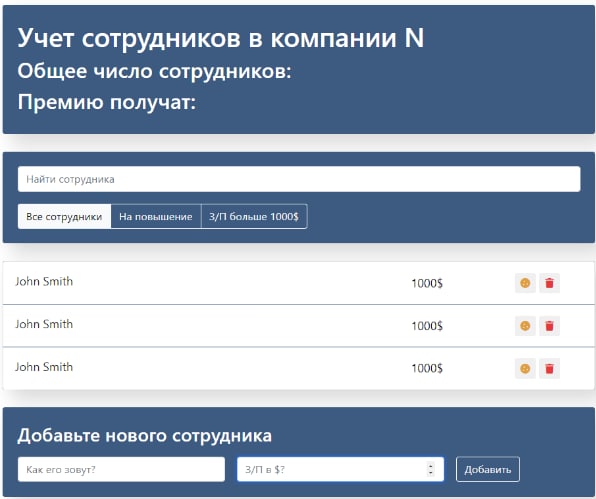 Учет сотрудников в компании N
Общее число сотрудников:
Премию получат:
Найти сотрудника
Все сотрудники На повышение З/П больше 1000$
John Smith 1000$
John Smith 1000$
John Smith 1000$
Добавьте нового сотрудника
Как его зовут? З/П в $? Добавить